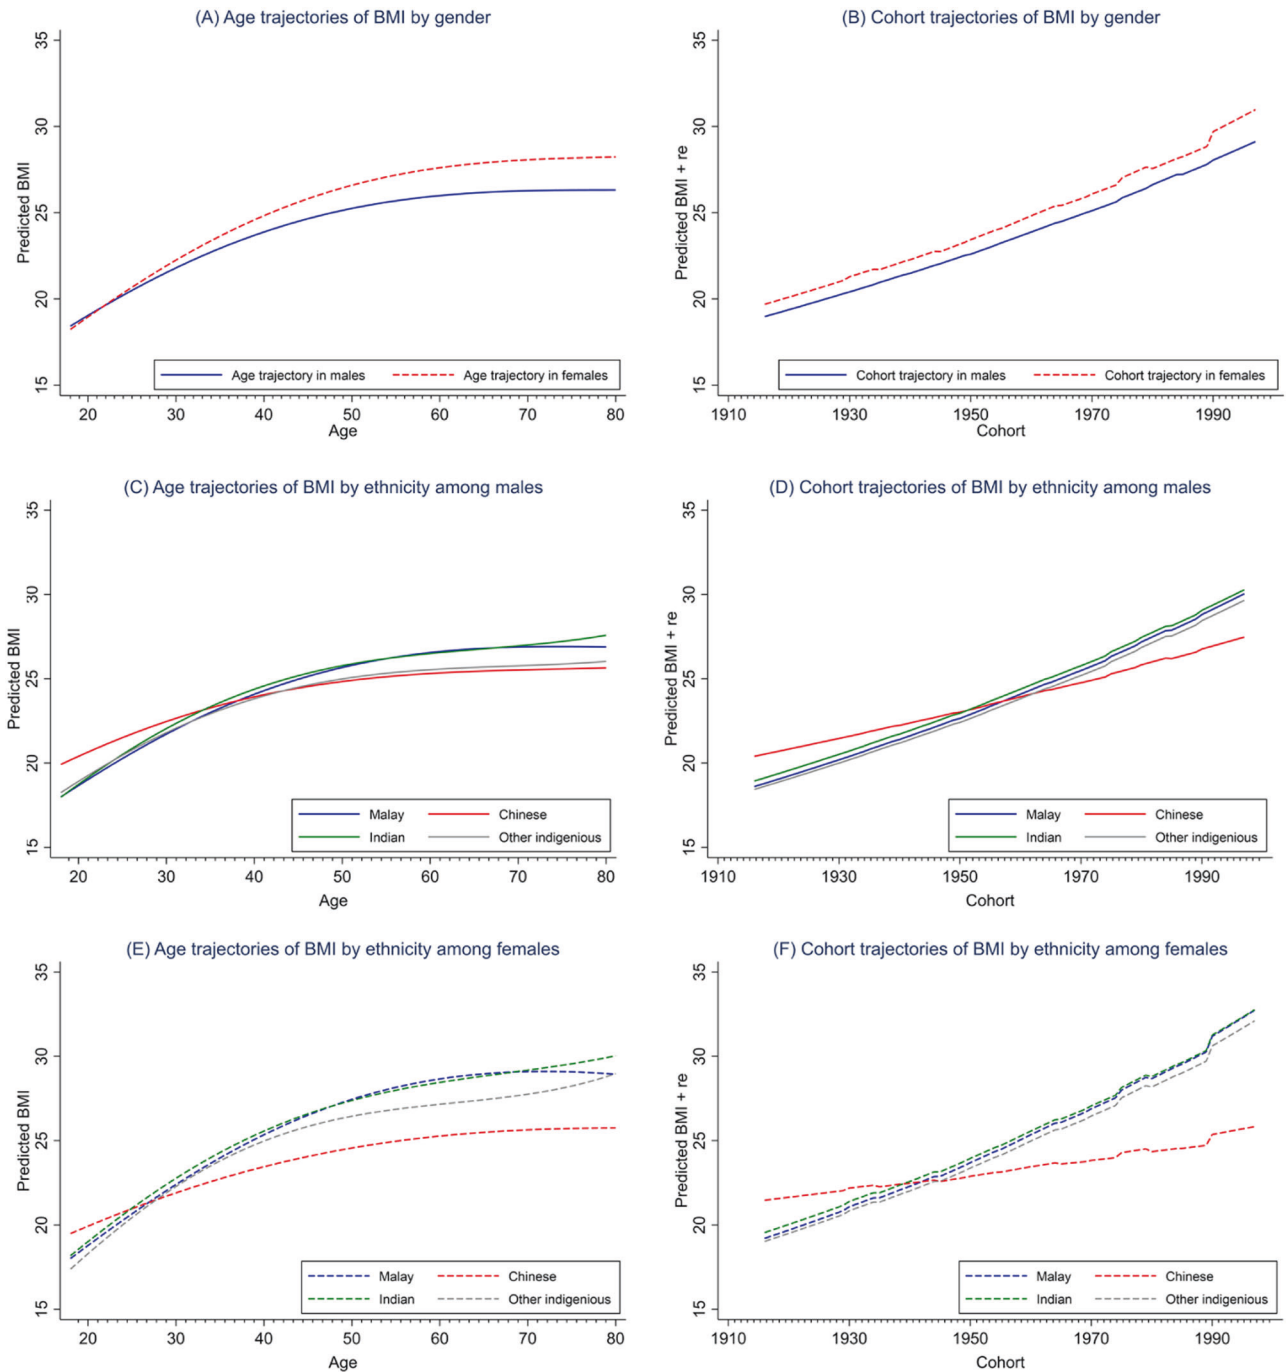 (A) Age trajectories of BMI by gender
35
30
25
20
15
Predicted BMI
Age trajectory in males
Age trajectory in females
20 30 40 50 60 70 80
Age
(B) Cohort trajectories of BMI by gender
35
30
25
20
15
Predicted BMI + re
Cohort trajectory in males
Cohort trajectory in females
1910 1930 1950 1970 1990
Cohort
(C) Age trajectories of BMI by ethnicity among males
35
30
25
20
15
Predicted BMI
Malay Chinese
Indian Other indigenious
20 30 40 50 60 70 80
Age
(D) Cohort trajectories of BMI by ethnicity among males
35
30
25
20
15
Predicted BMI + re
Malay Chinese
Indian Other indigenious
1910 1930 1950 1970 1990
Cohort
(E) Age trajectories of BMI by ethnicity among females
35
30
25
20
15
Predicted BMI
Malay Chinese
Indian Other indigenious
20 30 40 50 60 70 80
Age
(F) Cohort trajectories of BMI by ethnicity among females
35
30
25
20
15
Predicted BMI + re
Malay Chinese
Indian Other indigenious
1910 1930 1950 1970 1990
Cohort